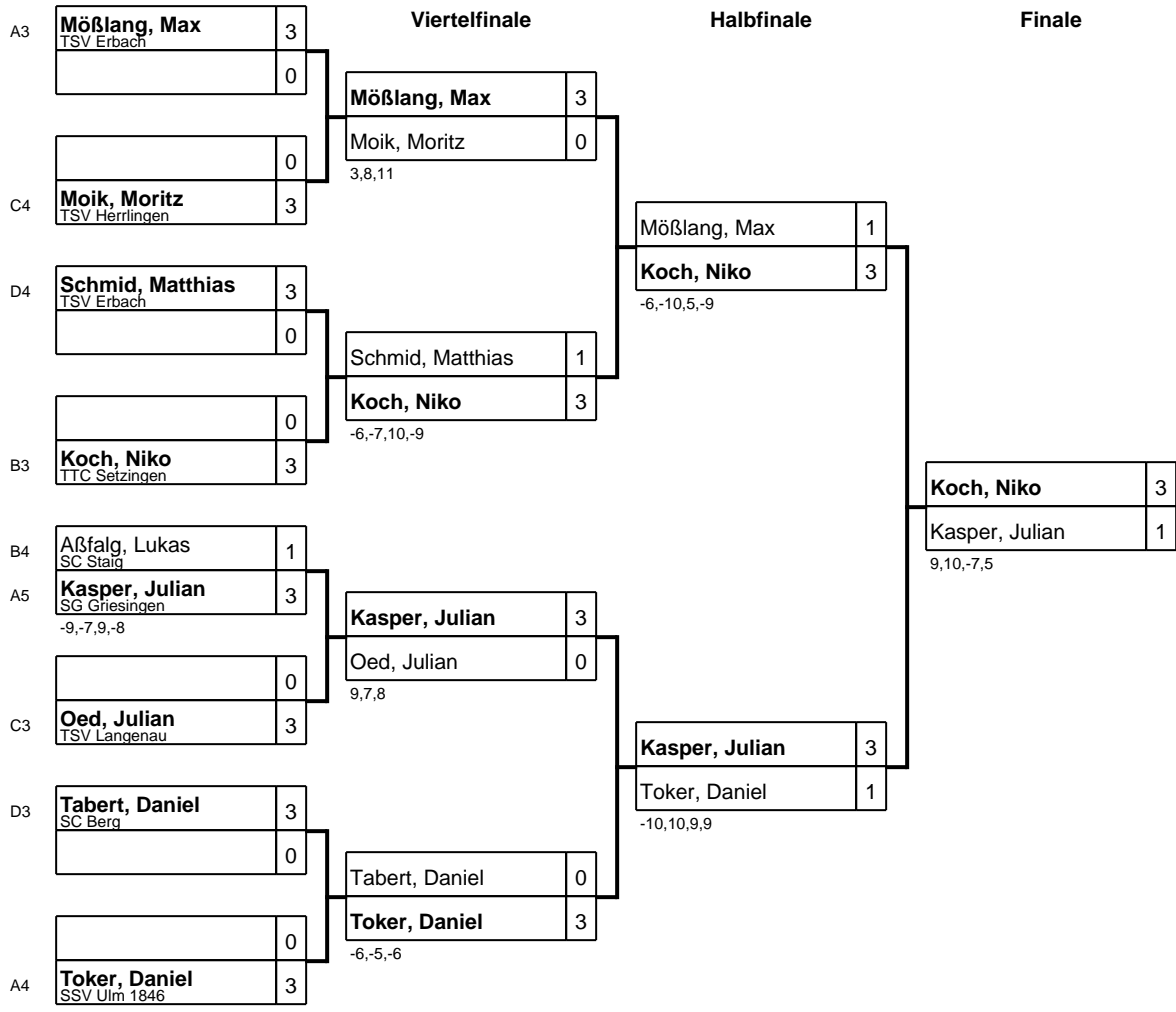 Viertelfinale
Halbfinale
Finale
A3
Mößlang, Max 3
TSV Erbach
0
0
C4
Moik, Moritz 3
TSV Herrlingen
D4
Schmid, Matthias 3
TSV Erbach
0
0
B3
Koch, Niko 3
TTC Setzingen
B4
Aßfalg, Lukas 1
SC Staig
A5
Kasper, Julian 3
SG Griesingen
-9,-7,9,-8
0
C3
Oed, Julian 3
TSV Langenau
D3
Tabert, Daniel 3
SC Berg
0
0
A4
Toker, Daniel 3
SSV Ulm 1846
Mößlang, Max 3
Moik, Moritz 0
3,8,11
Schmid, Matthias 1
Koch, Niko 3
-6,-7,10,-9
Kasper, Julian 3
Oed, Julian 0
9,7,8
Tabert, Daniel 0
Toker, Daniel 3
-6,-5,-6
Mößlang, Max 1
Koch, Niko 3
-6,-10,5,-9
Kasper, Julian 3
Toker, Daniel 1
-10,10,9,9
Koch, Niko 3
Kasper, Julian 1
9,10,-7,5